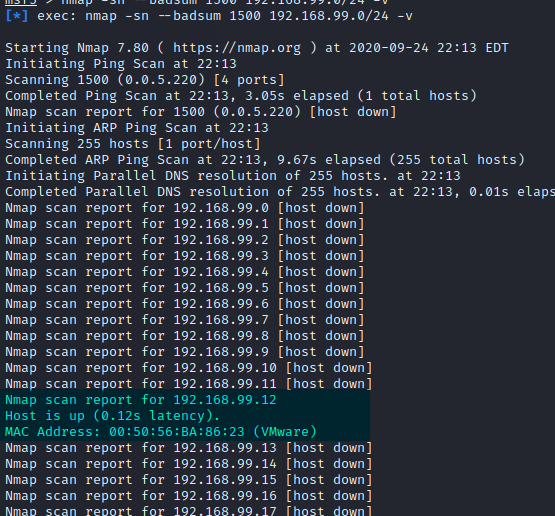 msf5 > nmap -sn --badsum 1500 192.168.99.0/24 -v
[*] exec: nmap -sn --badsum 1500 192.168.99.0/24 -v
Starting Nmap 7.80 ( https://nmap.org ) at 2020-09-24 22:13 EDT
Initiating Ping Scan at 22:13
Scanning 1500 (0.0.5.220) [4 ports]
Completed Ping Scan at 22:13, 3.05s elapsed (1 total hosts)
Nmap scan report for 1500 (0.0.5.220) [host down]
Initiating ARP Ping Scan at 22:13
Scanning 255 hosts [1 port/host]
Completed ARP Ping Scan at 22:13, 9.67s elapsed (255 total hosts)
Initiating Parallel DNS resolution of 255 hosts. at 22:13
Completed Parallel DNS resolution of 255 hosts. at 22:13, 0.01s elaps
Nmap scan report for 192.168.99.0 [host down]
Nmap scan report for 192.168.99.1 [host down]
Nmap scan report for 192.168.99.2 [host down]
Nmap scan report for 192.168.99.3 [host down]
Nmap scan report for 192.168.99.4 [host down]
Nmap scan report for 192.168.99.5 [host down]
Nmap scan report for 192.168.99.6 [host down]
Nmap scan report for 192.168.99.7 [host down]
Nmap scan report for 192.168.99.8 [host down]
Nmap scan report for 192.168.99.9 [host down]
Nmap scan report for 192.168.99.10 [host down]
Nmap scan report for 192.168.99.11 [host down]
Nmap scan report for 192.168.99.12
Host is up (0.12s latency).
MAC Address: 00:50:56:BA:86:23 (VMware)
Nmap scan report for 192.168.99.13 [host down]
Nmap scan report for 192.168.99.14 [host down]
Nmap scan report for 192.168.99.15 [host down]
Nmap scan report for 192.168.99.16 [host down]
Nmap scan report for 192.168.99.17 [host down]